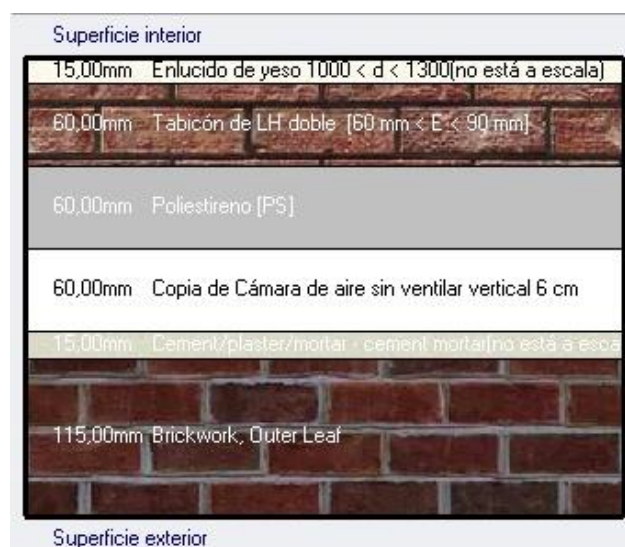 Superficie interior
15,00mm Enlucido de yeso 1000 < d < 1300(no está a escala)
60,00mm Tabicón de LH doble [60 mm < E < 90 mm]
60,00mm Poliestireno [PS]
60,00mm Copia de Cámara de aire sin ventilar vertical 6 cm
15,00mm Cement/plaster/mortar - cement mortar(no está a esca
115,00mm Brickwork, Outer Leaf
Superficie exterior